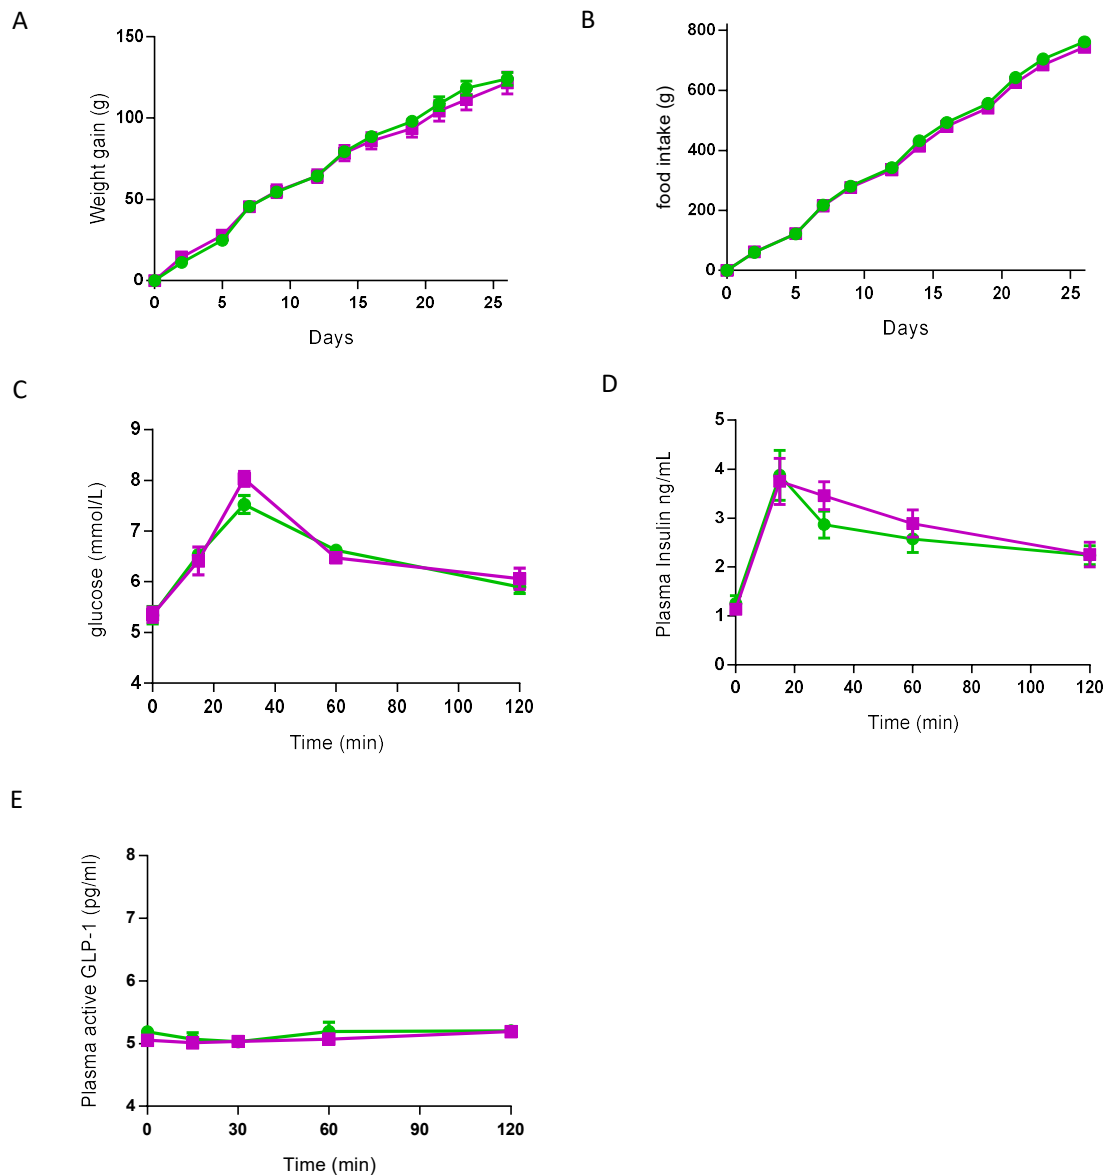 A
150
100
50
0
0 5 10 15 20 25
Weight gain (g)
Days
B
800
600
400
200
0
0 5 10 15 20 25
food intake (g)
Days
C
9
8
7
6
5
4
0 20 40 60 80 100 120
glucose (mmol/L)
Time (min)
D
5
4
3
2
1
0
0 20 40 60 80 100 120
Plasma Insulin ng/mL
Time (min)
E
8
7
6
5
4
0 30 60 90 120
Plasma active GLP-1 (pg/ml)
Time (min)